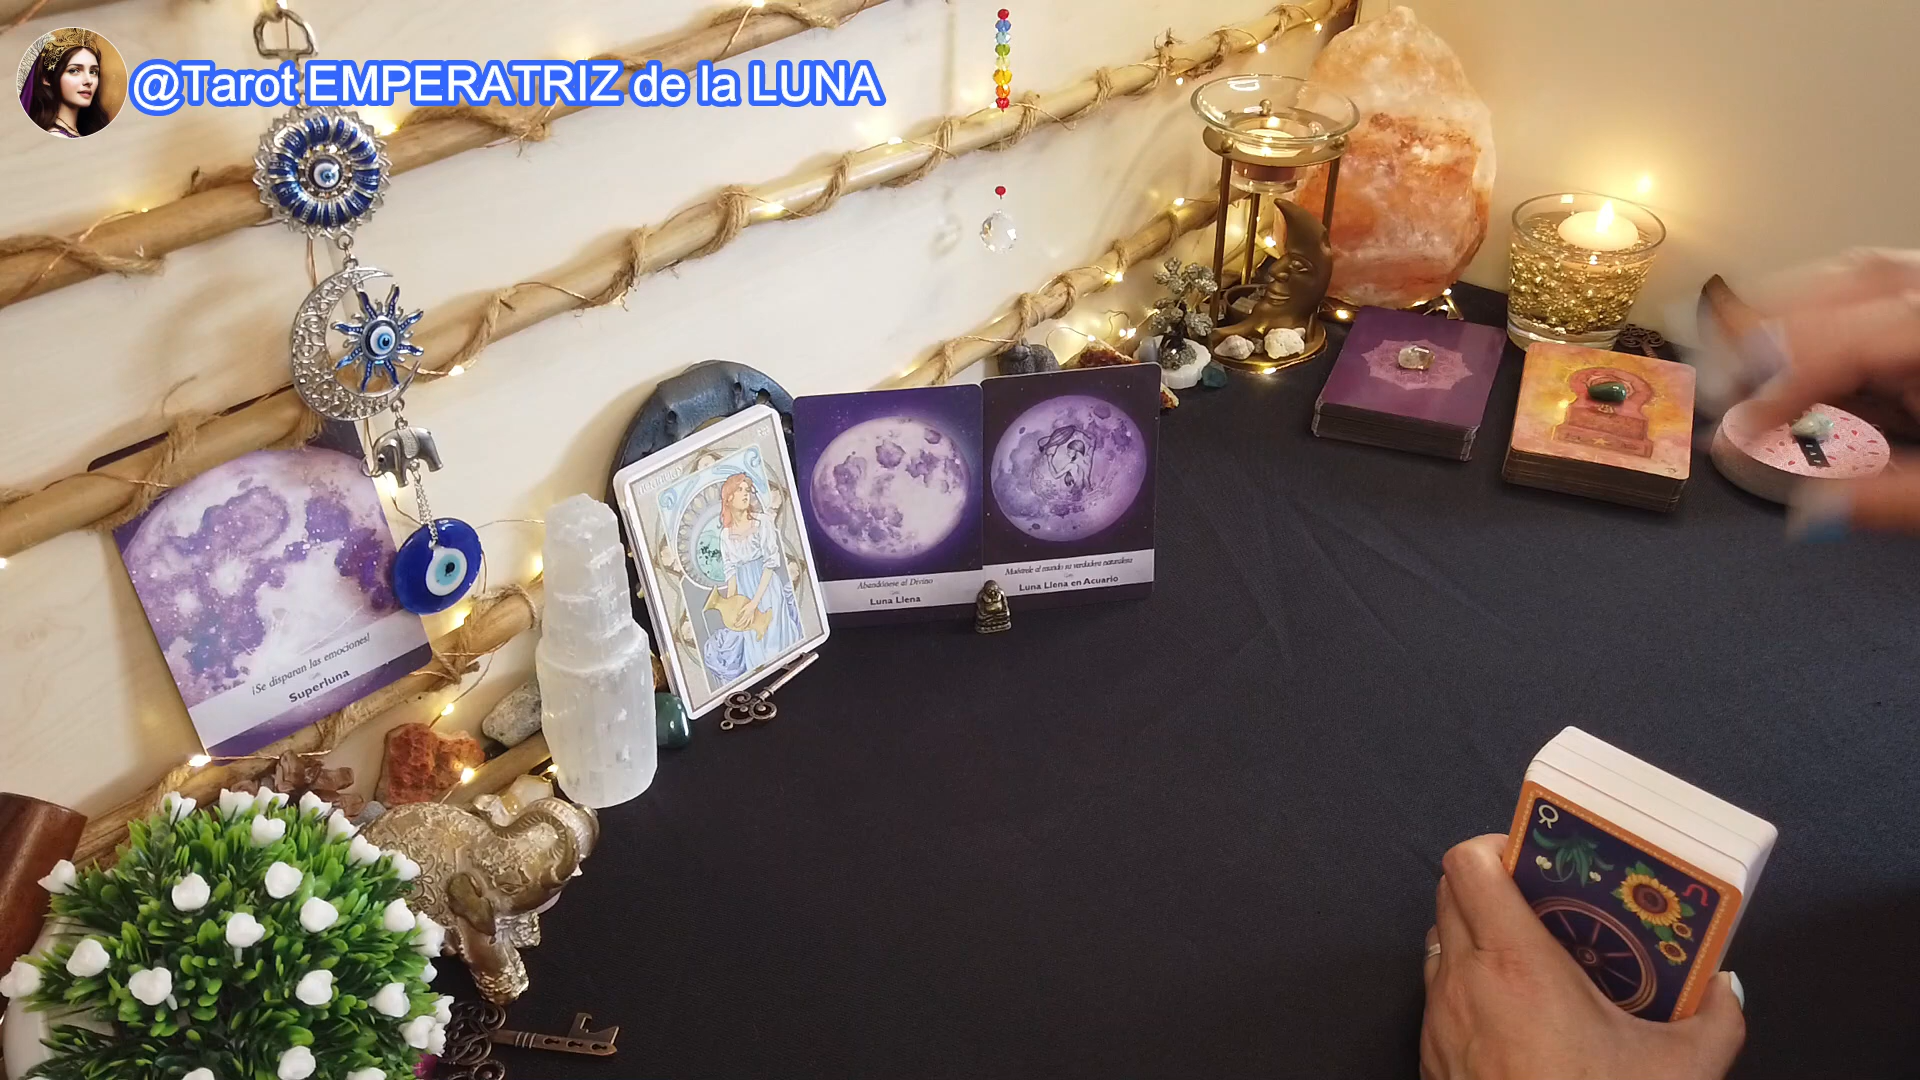 @Tarot EMPERATRIZ de la LUNA
¡Se disparan las emociones!
Superluna
Abandónese al Divino
Luna Llena
Muéstrele al mundo su verdadera naturaleza
Luna Llena en Acuario